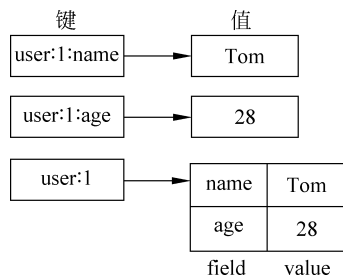 键 值
user:1:name Tom
user:1:age 28
user:1 name Tom
age 28
field value